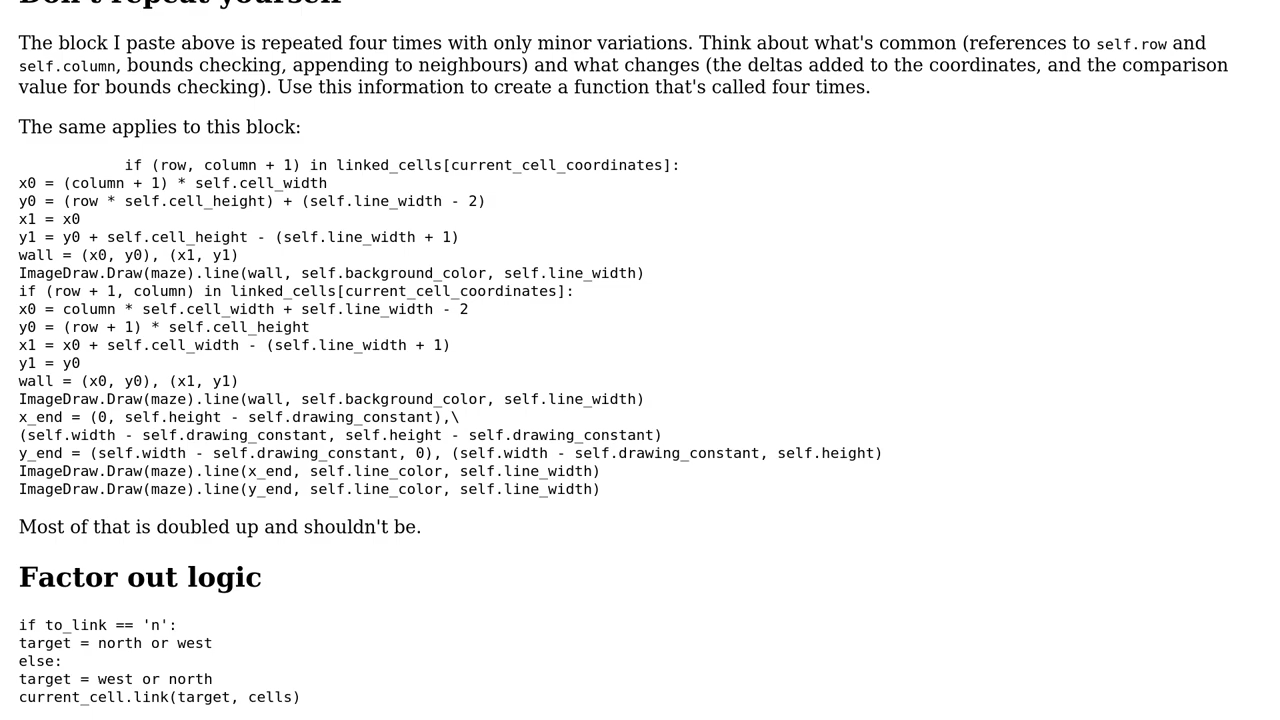 Don't repeat yourself
The block I paste above is repeated four times with only minor variations. Think about what's common (references to self.row and
self.column, bounds checking, appending to neighbours) and what changes (the deltas added to the coordinates, and the comparison
value for bounds checking). Use this information to create a function that's called four times.
The same applies to this block:
if (row, column + 1) in linked_cells[current_cell_coordinates]:
x0 = (column + 1) * self.cell_width
y0 = (row * self.cell_height) + (self.line_width - 2)
x1 = x0
y1 = y0 + self.cell_height - (self.line_width + 1)
wall = (x0, y0), (x1, y1)
ImageDraw.Draw(maze).line(wall, self.background_color, self.line_width)
if (row + 1, column) in linked_cells[current_cell_coordinates]:
x0 = column * self.cell_width + self.line_width - 2
y0 = (row + 1) * self.cell_height
x1 = x0 + self.cell_width - (self.line_width + 1)
y1 = y0
wall = (x0, y0), (x1, y1)
ImageDraw.Draw(maze).line(wall, self.background_color, self.line_width)
x_end = (0, self.height - self.drawing_constant),\
(self.width - self.drawing_constant, self.height - self.drawing_constant)
y_end = (self.width - self.drawing_constant, 0), (self.width - self.drawing_constant, self.height)
ImageDraw.Draw(maze).line(x_end, self.line_color, self.line_width)
ImageDraw.Draw(maze).line(y_end, self.line_color, self.line_width)
Most of that is doubled up and shouldn't be.
Factor out logic
if to_link == 'n':
target = north or west
else:
target = west or north
current_cell.link(target, cells)